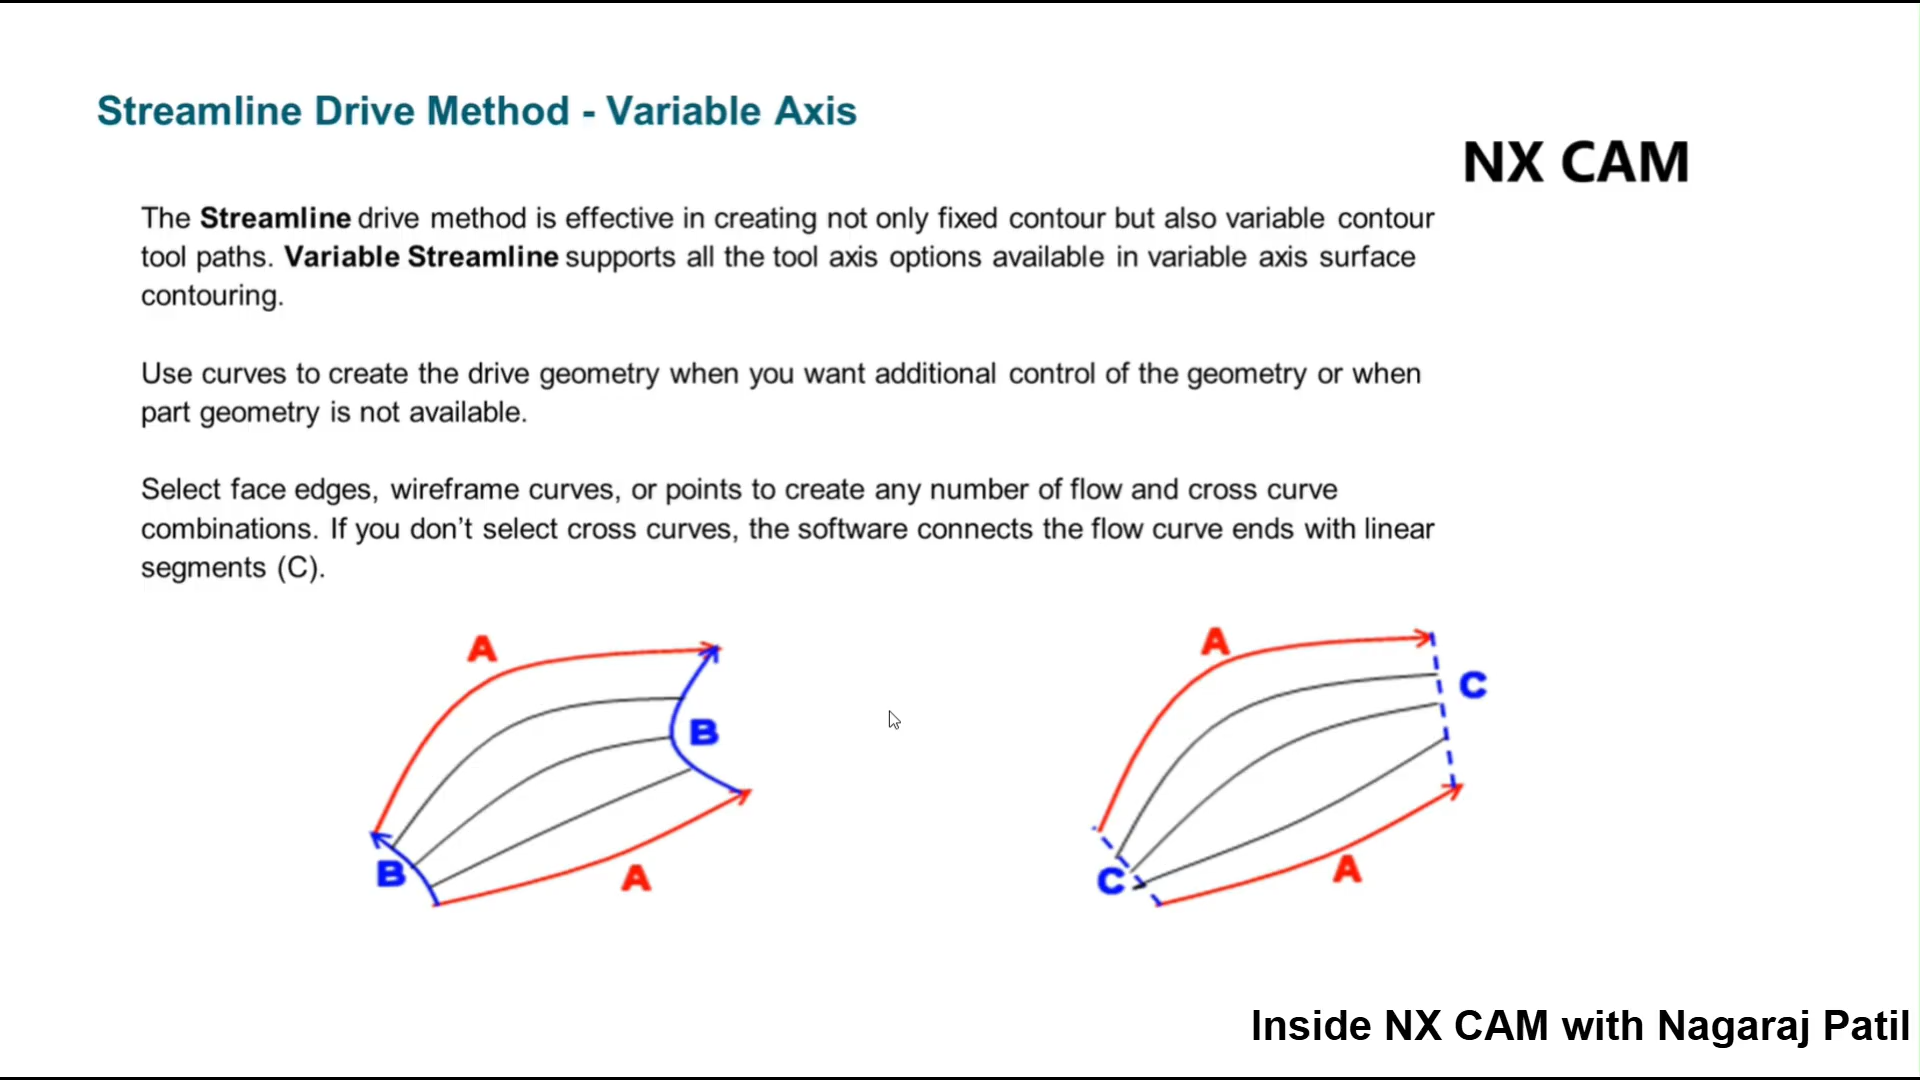 Streamline Drive Method - Variable Axis
NX CAM
The Streamline drive method is effective in creating not only fixed contour but also variable contour
tool paths. Variable Streamline supports all the tool axis options available in variable axis surface
contouring.
Use curves to create the drive geometry when you want additional control of the geometry or when
part geometry is not available.
Select face edges, wireframe curves, or points to create any number of flow and cross curve
combinations. If you don’t select cross curves, the software connects the flow curve ends with linear
segments (C).
A
B
B
A
A
C
C
A
Inside NX CAM with Nagaraj Patil